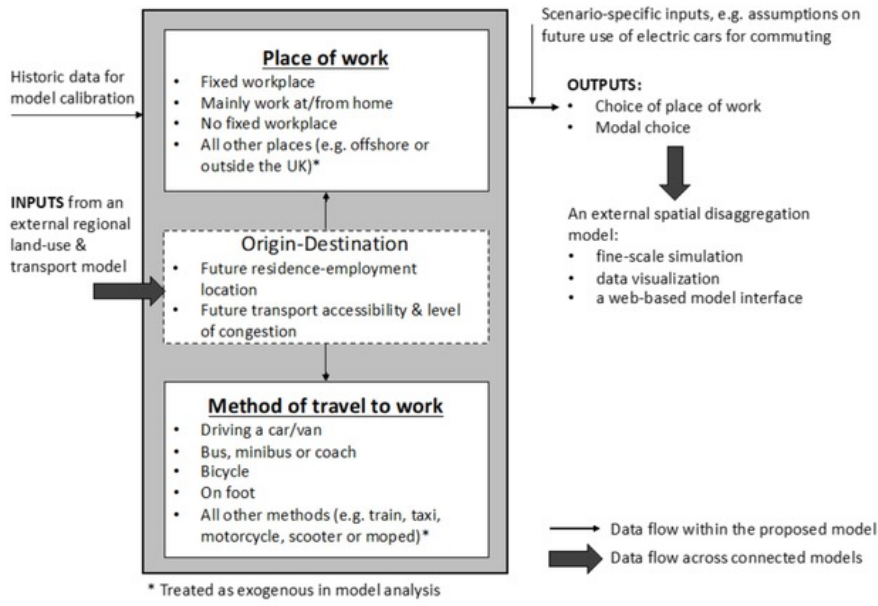 Historic data for
model calibration
INPUTS from an
external regional
land-use &
transport model
Place of work
• Fixed workplace
• Mainly work at/from home
• No fixed workplace
• All other places (e.g. offshore or
outside the UK)*
Origin-Destination
• Future residence-employment
location
• Future transport accessibility & level
of congestion
Method of travel to work
• Driving a car/van
• Bus, minibus or coach
• Bicycle
• On foot
• All other methods (e.g. train, taxi,
motorcycle, scooter or moped)*
* Treated as exogenous in model analysis
Scenario-specific inputs, e.g. assumptions on
future use of electric cars for commuting
OUTPUTS:
• Choice of place of work
• Modal choice
An external spatial disaggregation
model:
• fine-scale simulation
• data visualization
• a web-based model interface
Data flow within the proposed model
Data flow across connected models